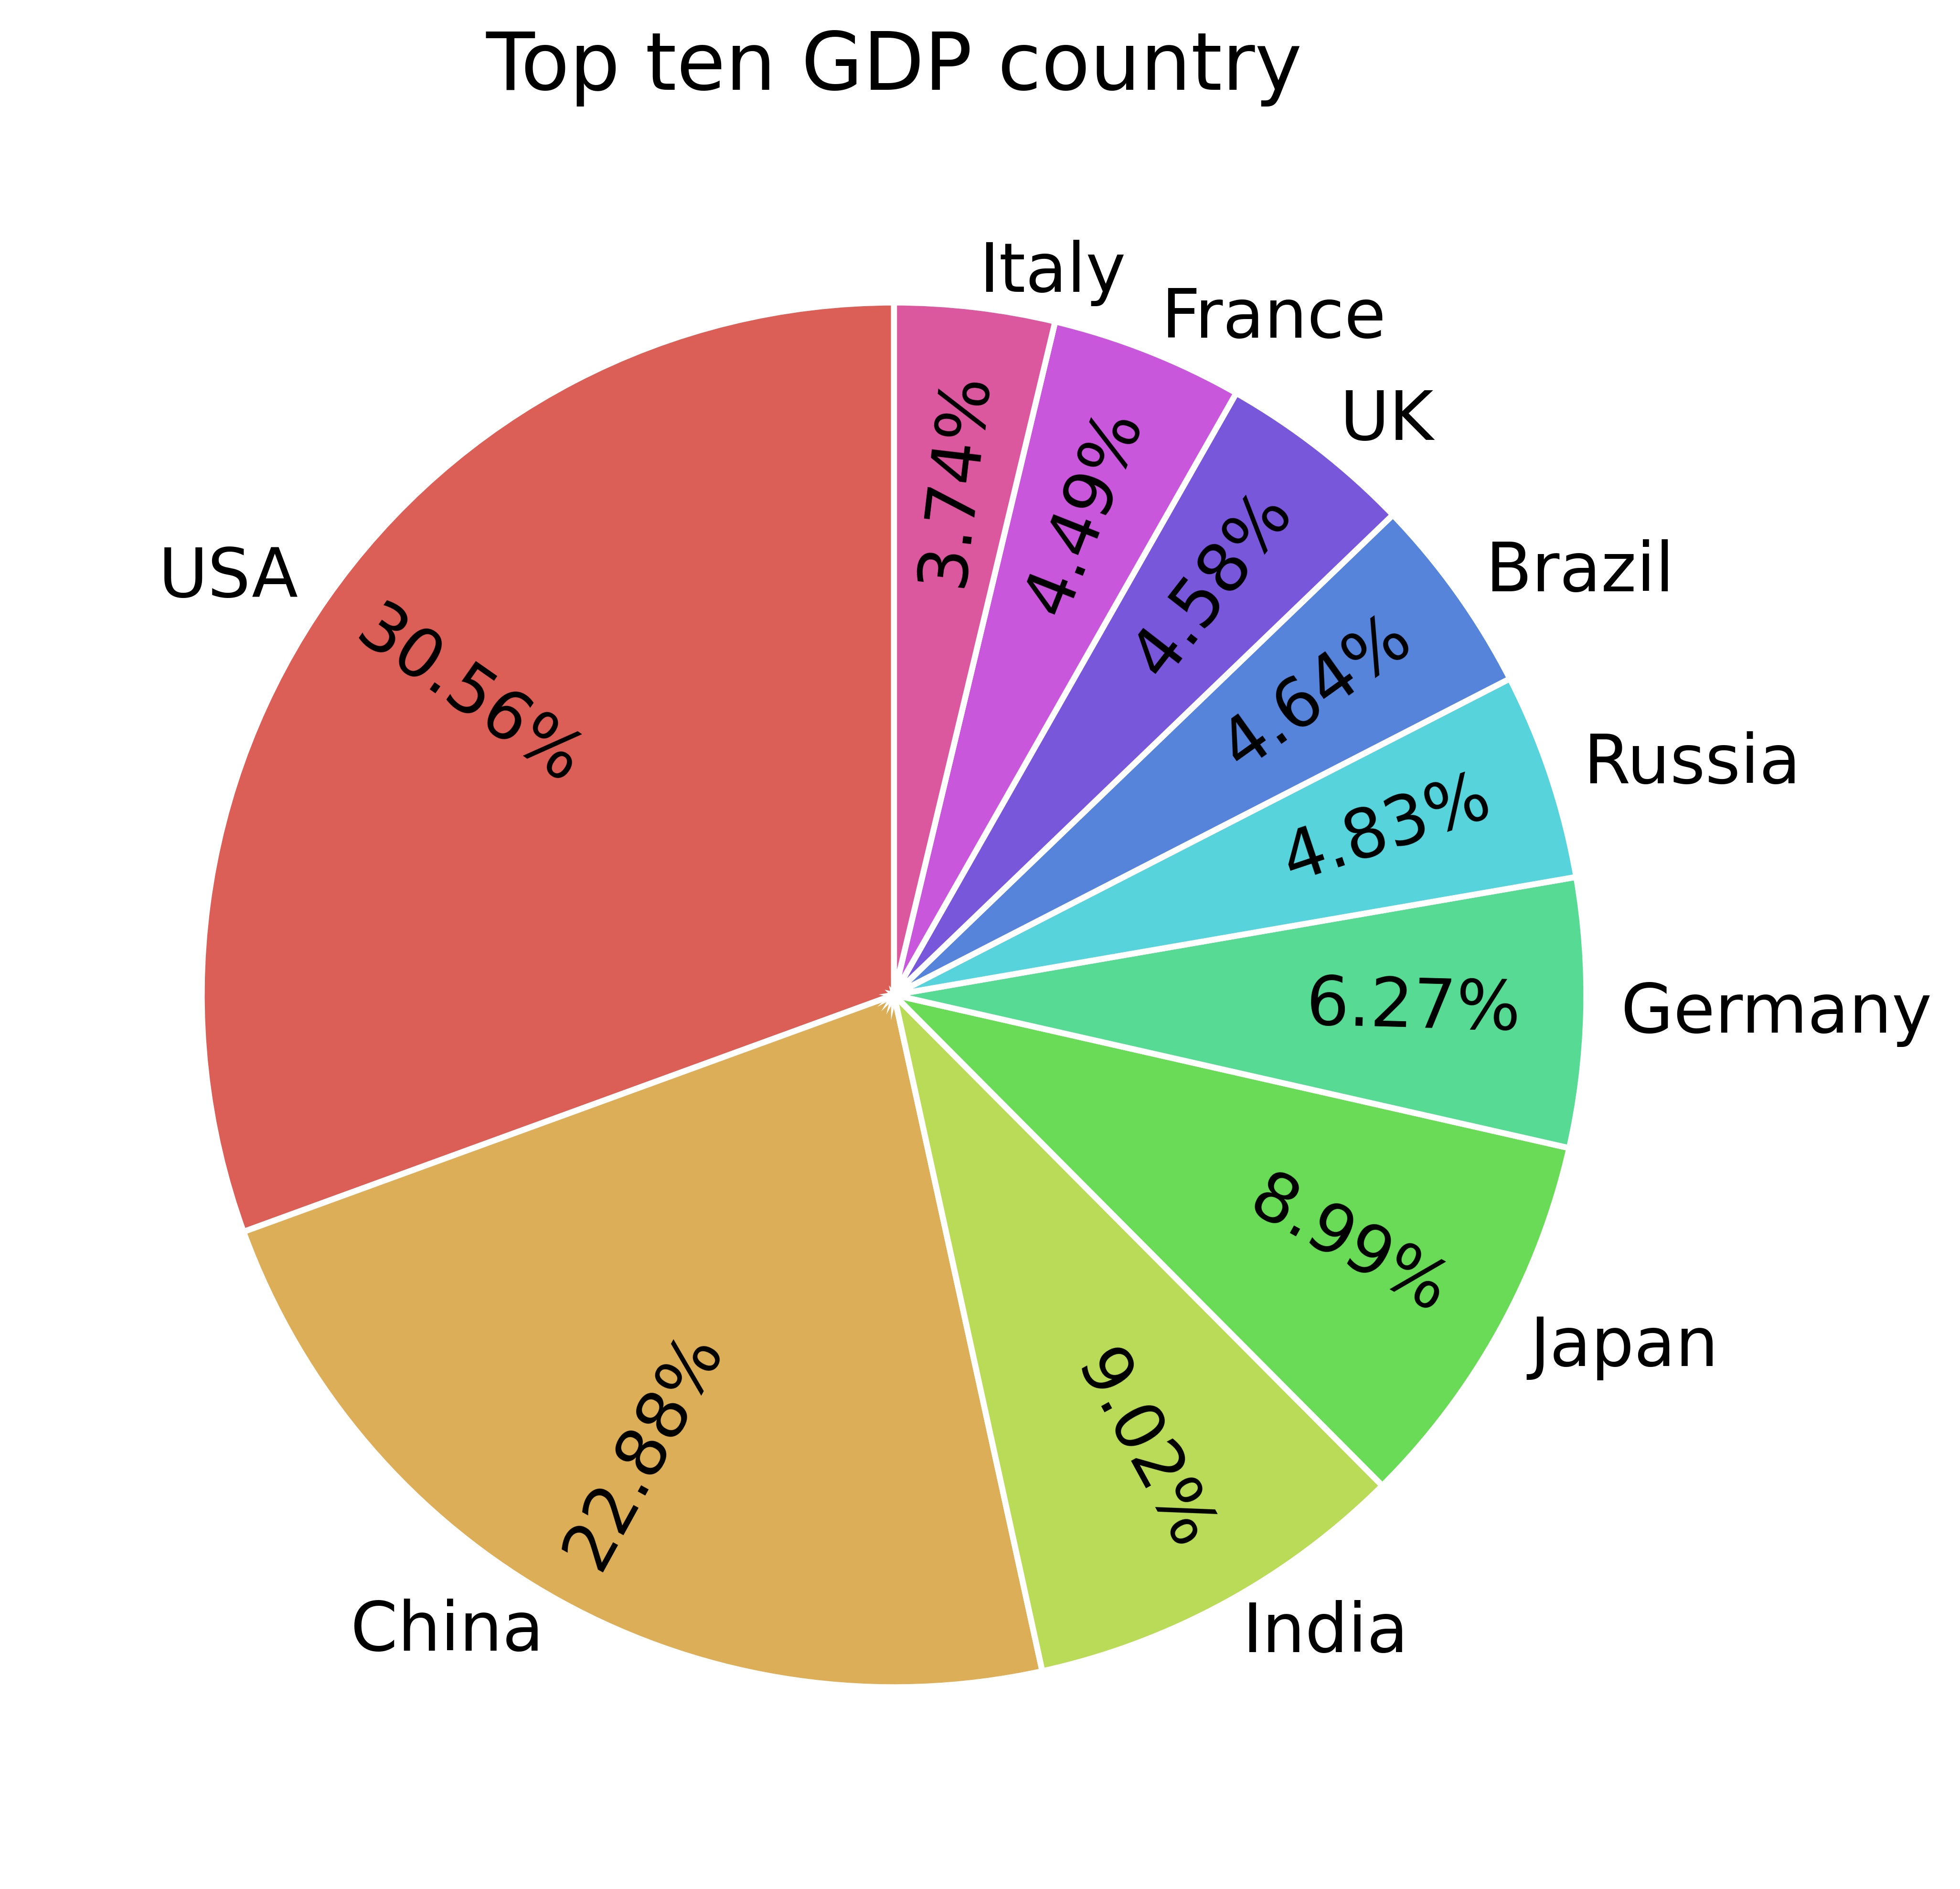 Top ten GDP country
Italy
3.74%
France
4.49%
UK
4.58%
Brazil
4.64%
Russia
4.83%
Germany
6.27%
Japan
8.99%
India
9.02%
China
22.88%
USA
30.56%